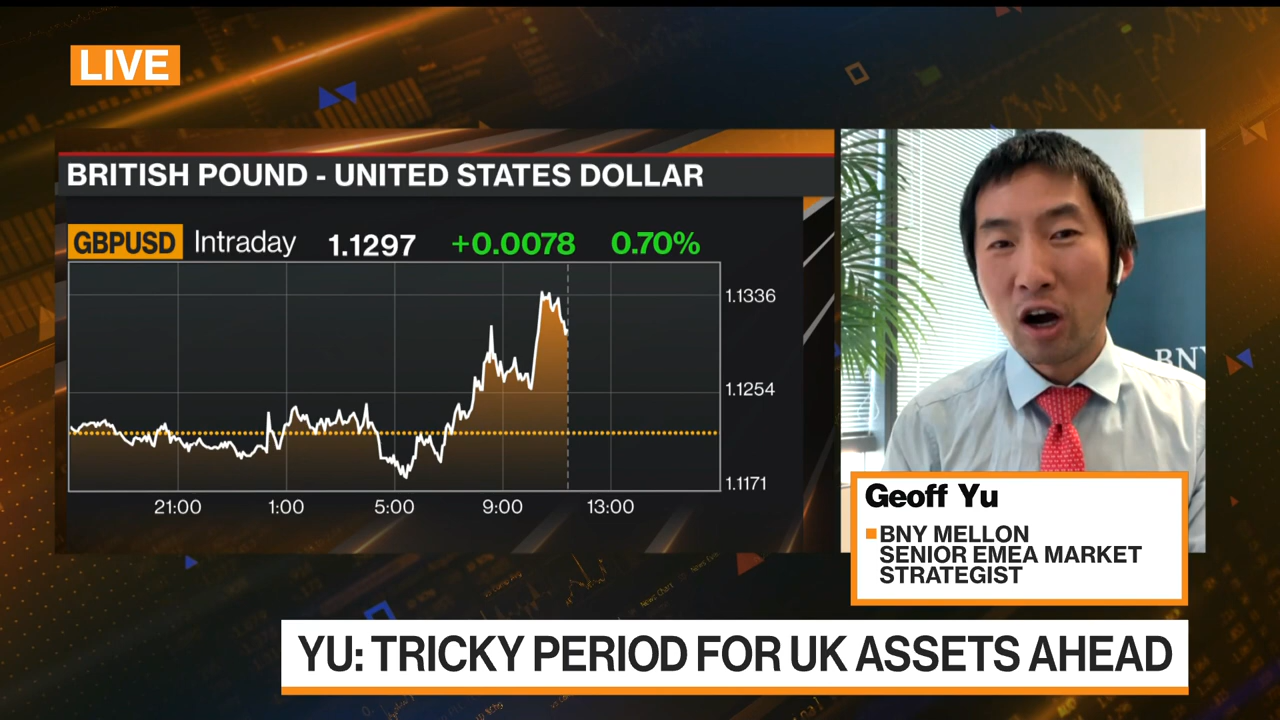 LIVE
BRITISH POUND - UNITED STATES DOLLAR
GBPUSD Intraday 1.1297 +0.0078 0.70%
1.1336
1.1254
1.1171
21:00 1:00 5:00 9:00 13:00
BNY
Geoff Yu
BNY MELLON
SENIOR EMEA MARKET
STRATEGIST
YU: TRICKY PERIOD FOR UK ASSETS AHEAD